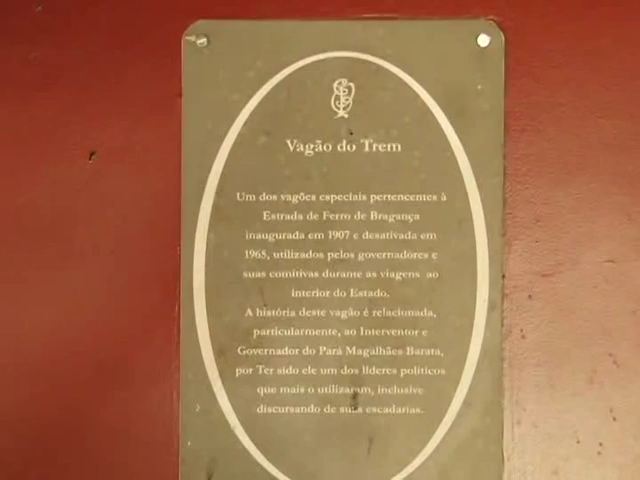 Vagão do Trem
Um dos vagões especiais pertencentes à
Estrada de Ferro de Bragança
inaugurada em 1907 e desativada em
1965, utilizados pelos governadores e
suas comitivas durante as viagens ao
interior do Estado.
A história deste vagão é relacionada,
particularmente, ao Interventor e
Governador do Pará Magalhães Barata,
por Ter sido ele um dos líderes políticos
que mais o utilizaram, inclusive
discursando de suas escadarias.